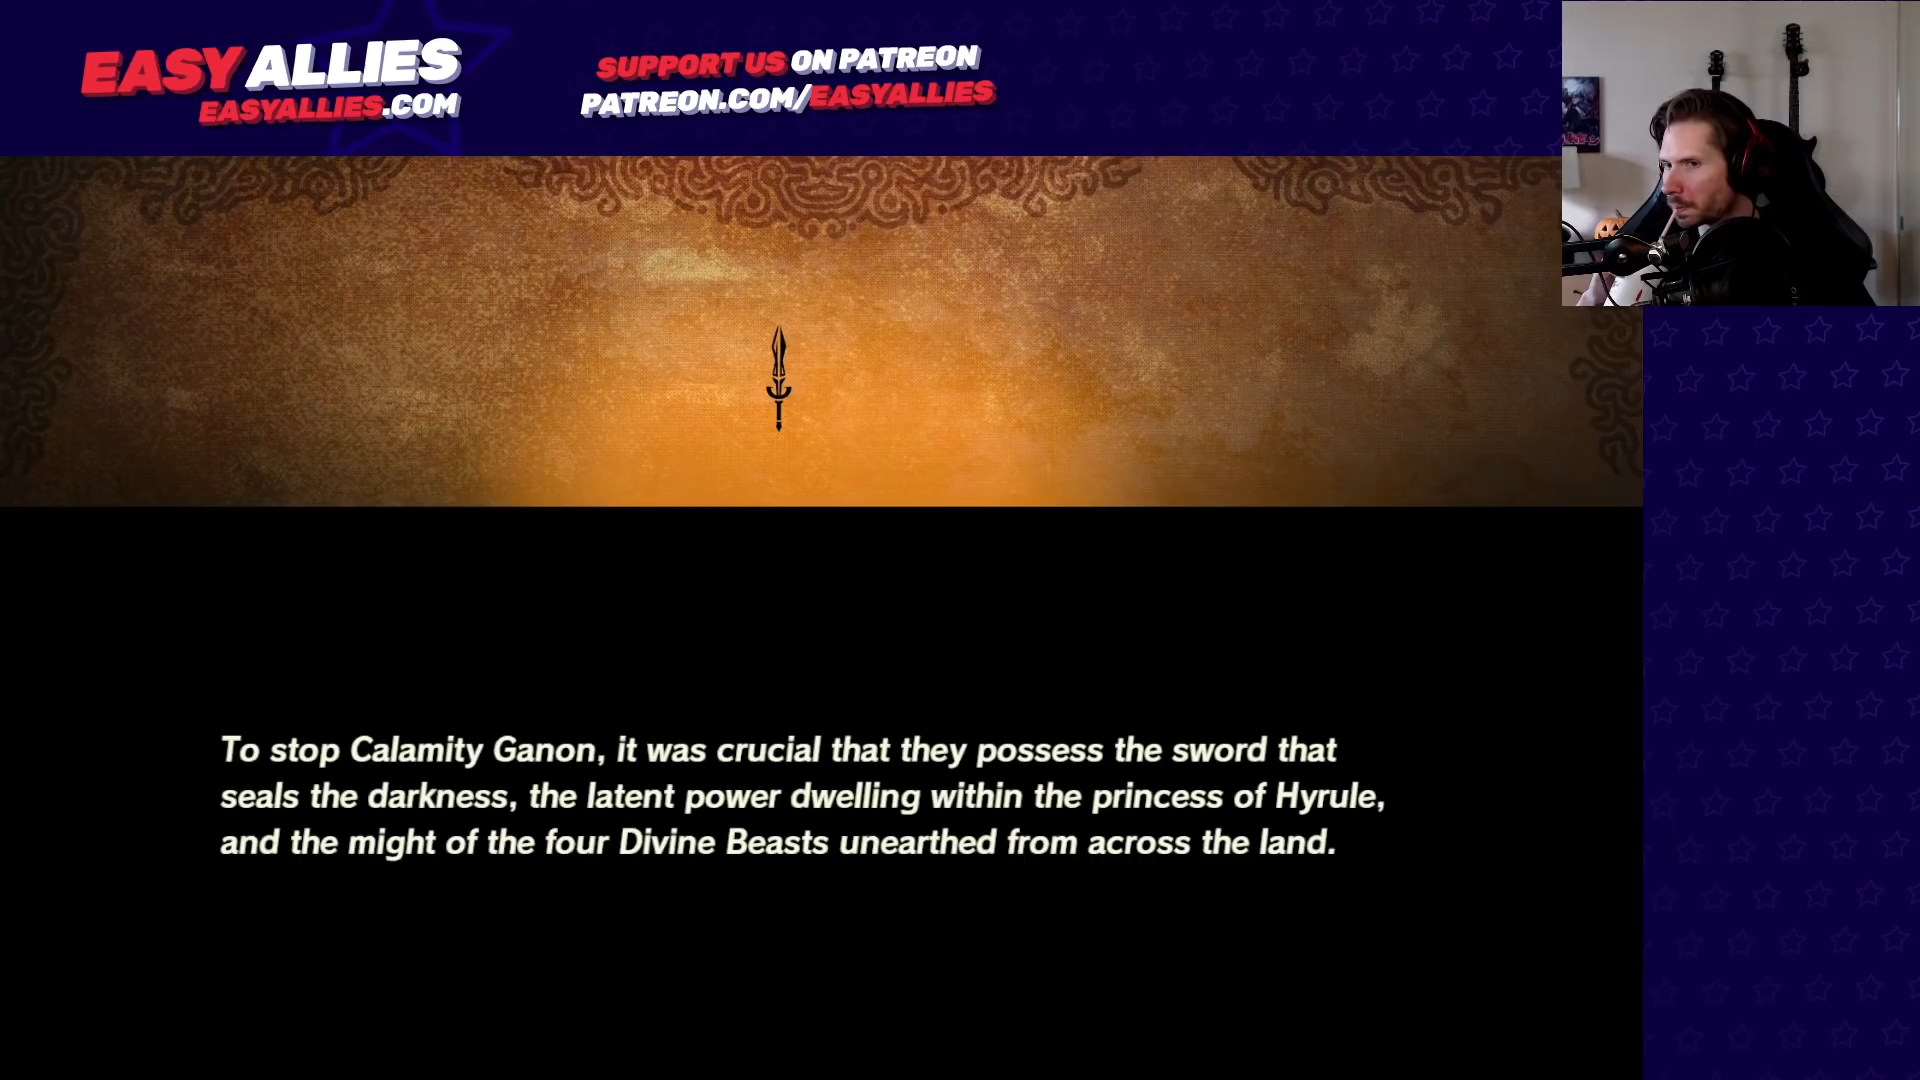 EASY ALLIES
EASYALLIES.COM
SUPPORT US ON PATREON
PATREON.COM/EASYALLIES
To stop Calamity Ganon, it was crucial that they possess the sword that
seals the darkness, the latent power dwelling within the princess of Hyrule,
and the might of the four Divine Beasts unearthed from across the land.